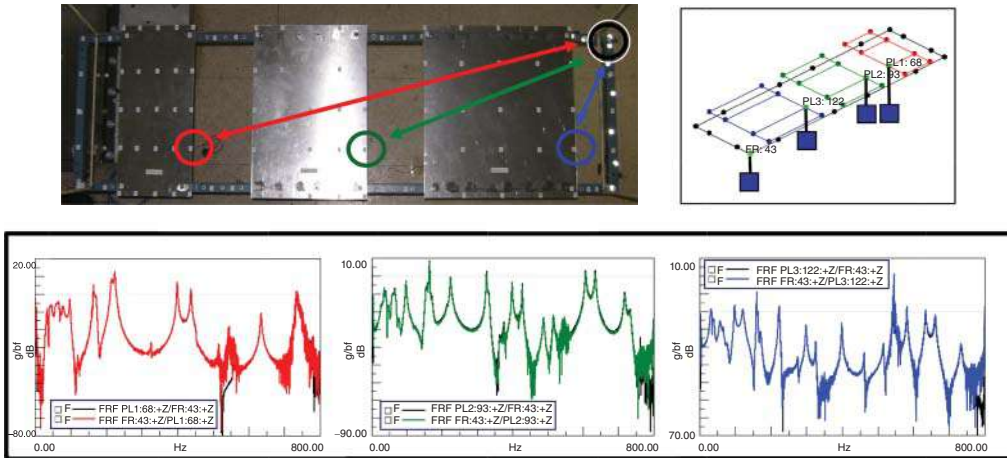 PL1: 68
PL2: 93
PL3: 122
FR: 43
20.00
g/bf
dB
-80.00
0.00
Hz
800.00
F
FRF PL1:68:+Z/FR:43:+Z
F
FRF FR:43:+Z/PL1:68:+Z
10.00
g/bf
dB
-90.00
0.00
Hz
800.00
F
FRF PL2:93:+Z/FR:43:+Z
F
FRF FR:43:+Z/PL2:93:+Z
10.00
g/bf
dB
70.00
0.00
Hz
800.00
F
FRF PL3:122:+Z/FR:43:+Z
F
FRF FR:43:+Z/PL3:122:+Z